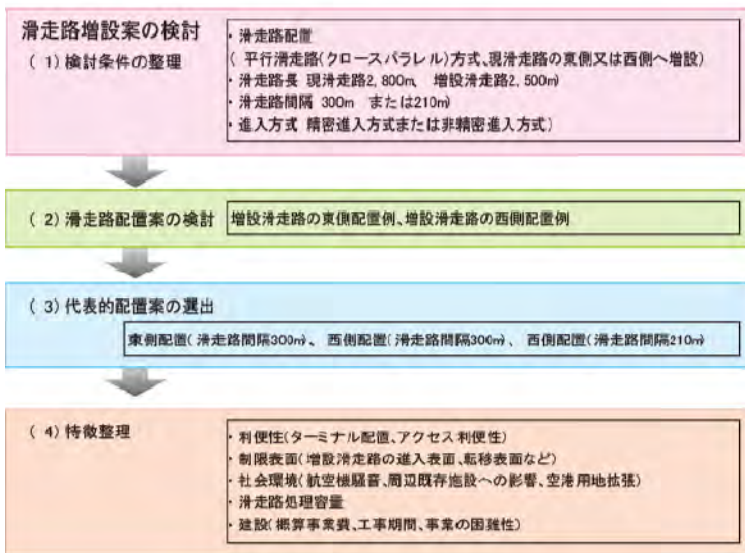 滑走路増設案の検討
(1)検討条件の整理
・滑走路配置
(平行滑走路(クロースパラレル)方式、現滑走路の東側又は西側へ増設)
・滑走路長 現滑走路2,800m、 増設滑走路2,500m)
・滑走路間隔 300m または210m)
・進入方式 精密進入方式または非精密進入方式)
(2)滑走路配置案の検討
増設滑走路の東側配置例、増設滑走路の西側配置例
(3)代表的配置案の選出
東側配置(滑走路間隔300m)、 西側配置(滑走路間隔300m)、 西側配置(滑走路間隔210m)
(4)特徴整理
・利便性(ターミナル配置、アクセス利便性)
・制限表面(増設滑走路の進入表面、転移表面など)
・社会環境(航空機騒音、周辺既存施設への影響、空港用地拡張)
・滑走路処理容量
・建設(概算事業費、工事期間、事業の困難性)